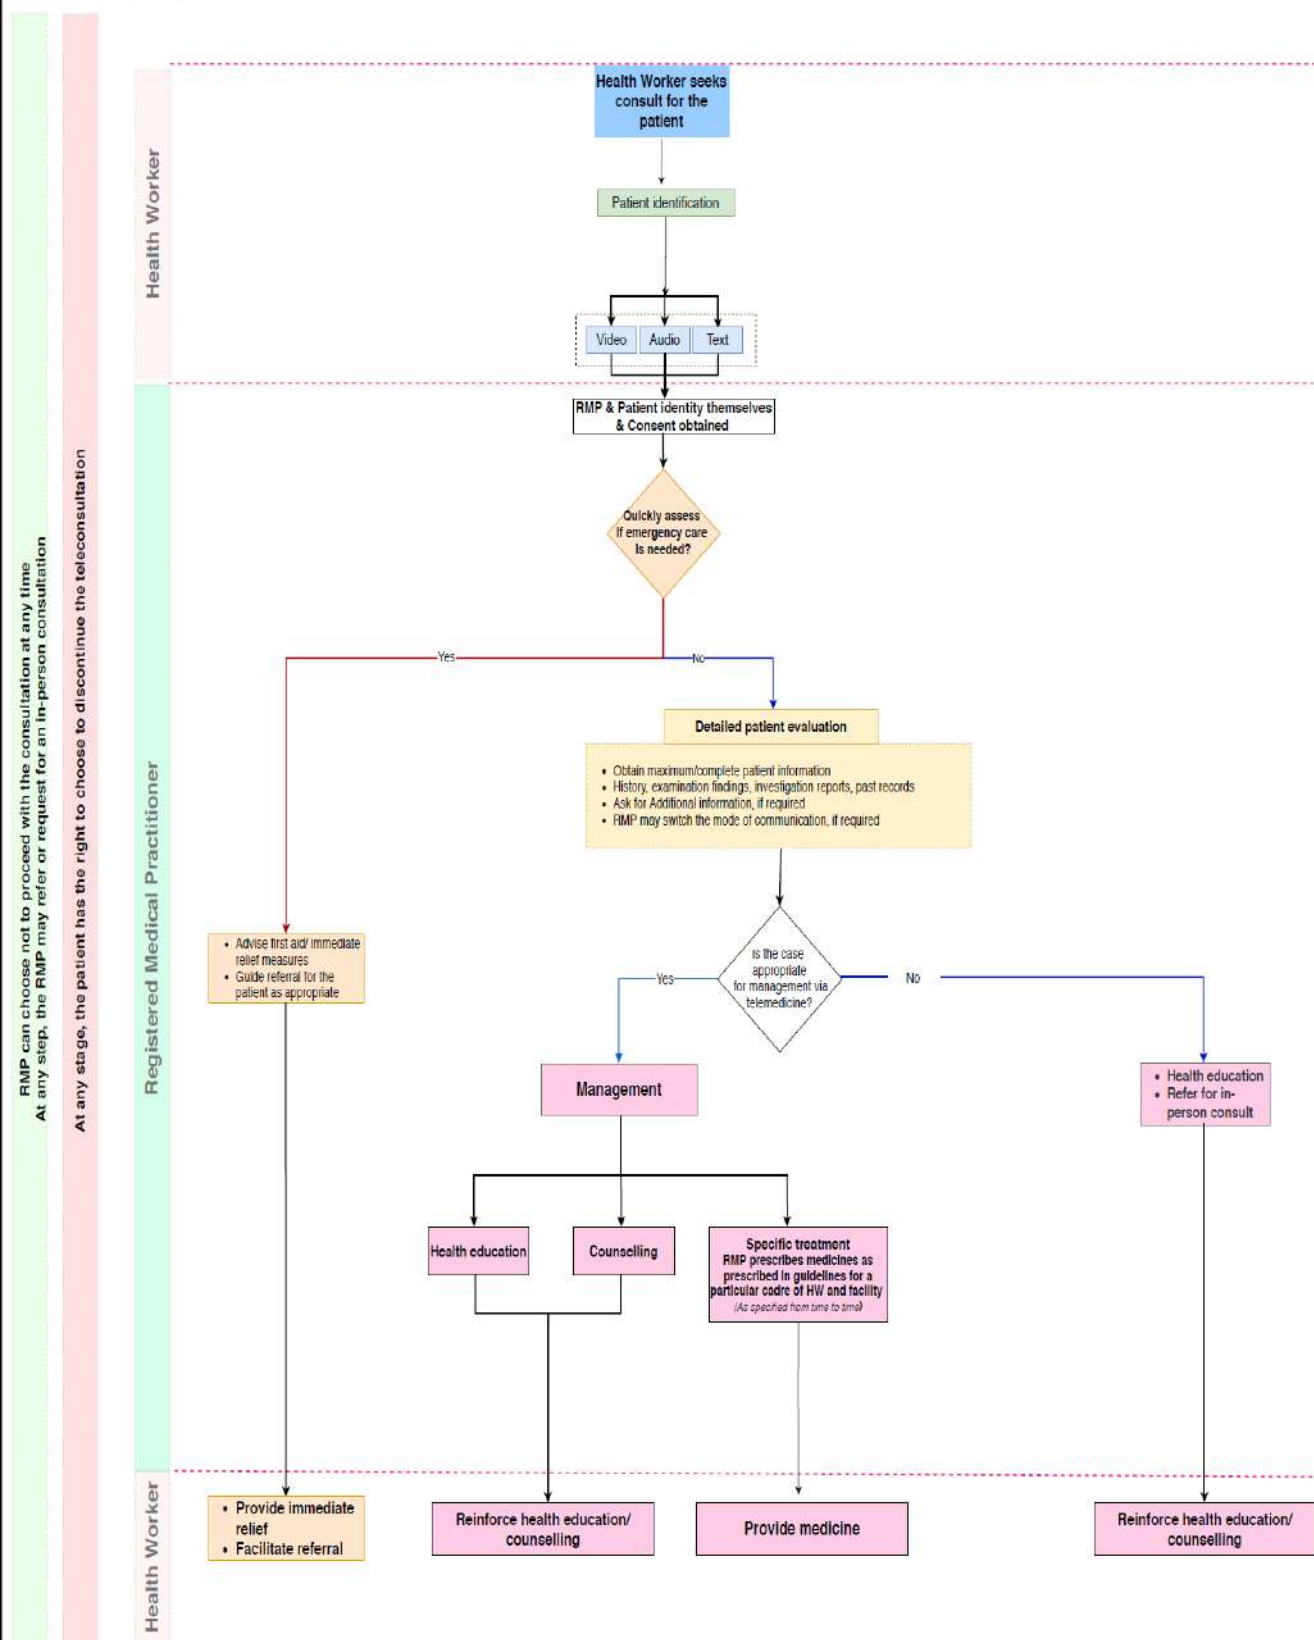 RMP can choose not to proceed with the consultation at any time
At any step, the RMP may refer or request for an in-person consultation
At any stage, the patient has the right to choose to discontinue the teleconsultation
Health Worker
Health Worker seeks
consult for the
patient
Patient identification
Video
Audio
Text
Registered Medical Practitioner
RMP & Patient identity themselves
& Consent obtained
Quickly assess
if emergency care
is needed?
Yes
No
Detailed patient evaluation
• Obtain maximum/complete patient information
• History, examination findings, investigation reports, past records
• Ask for Additional information, if required
• RMP may switch the mode of communication, if required
• Advise first aid/ immediate
relief measures
• Guide referral for the
patient as appropriate
is the case
appropriate
for management via
telemedicine?
Yes
No
Management
• Health education
• Refer for in-
person consult
Health education
Counselling
Specific treatment
RMP prescribes medicines as
prescribed in guidelines for a
particular cadre of HW and facility
(As specified from time to time)
Health Worker
• Provide immediate
relief
• Facilitate referral
Reinforce health education/
counselling
Provide medicine
Reinforce health education/
counselling